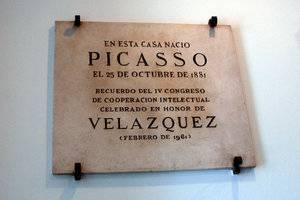 EN ESTA CASA NACIO
PICASSO
EL 25 DE OCTUBRE DE 1881
RECUERDO DEL IV CONGRESO
DE COOPERACION INTELECTUAL
CELEBRADO EN HONOR DE
VELAZQUEZ
(FEBRERO DE 1961)